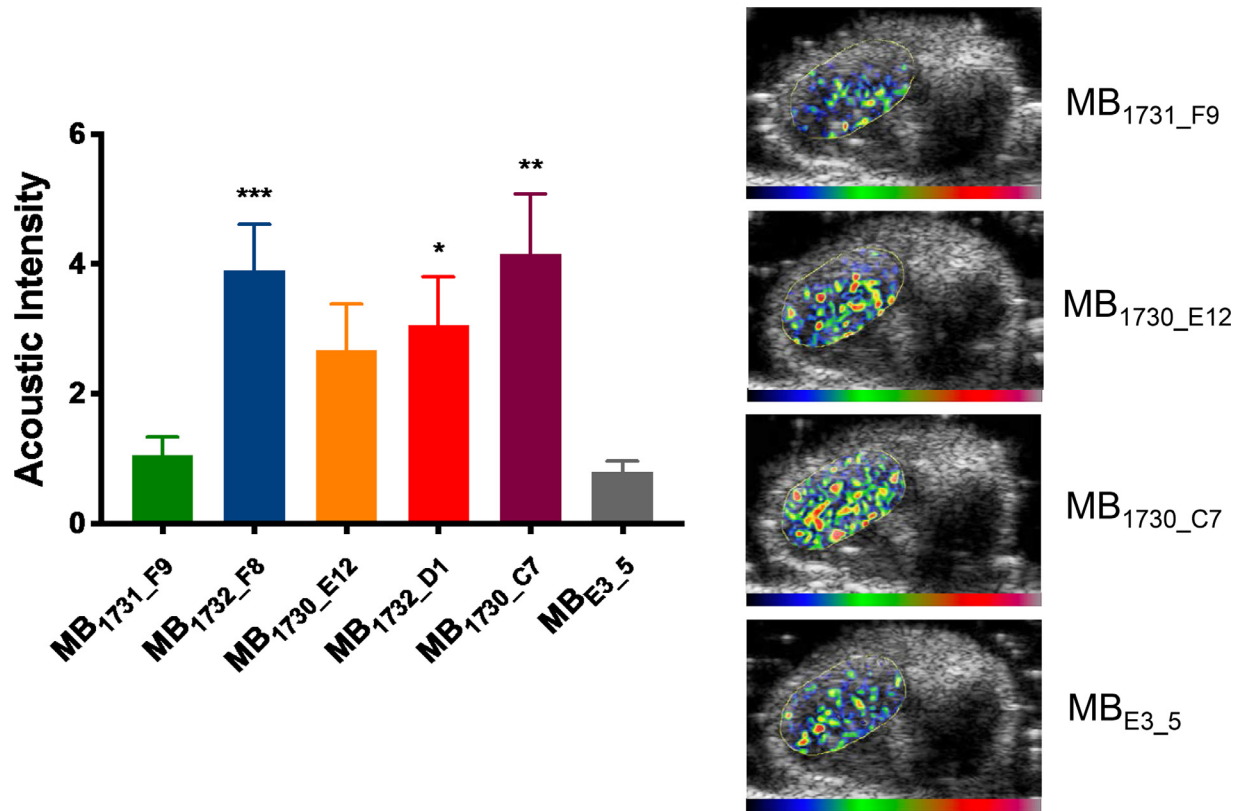 Acoustic Intensity
6
4
2
0
***
*
**
MB1731_F9
MB1732_F8
MB1730_E12
MB1732_D1
MB1730_C7
MBE3_5
MB1731_F9
MB1730_E12
MB1730_C7
MBE3_5